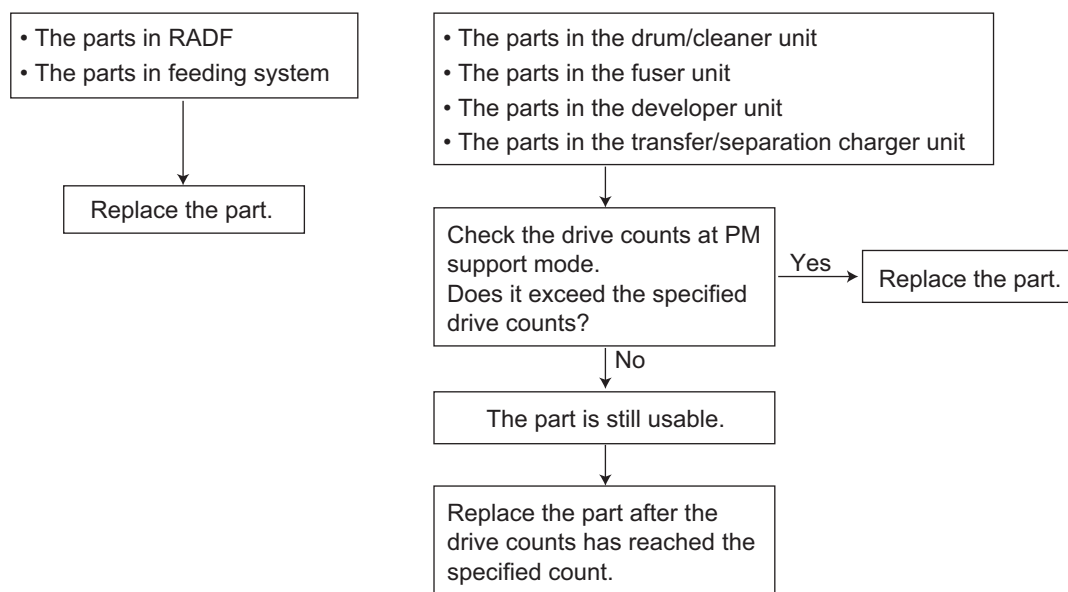 • The parts in RADF
• The parts in feeding system
Replace the part.
• The parts in the drum/cleaner unit
• The parts in the fuser unit
• The parts in the developer unit
• The parts in the transfer/separation charger unit
Check the drive counts at PM
support mode.
Does it exceed the specified
drive counts?
Yes
Replace the part.
No
The part is still usable.
Replace the part after the
drive counts has reached the
specified count.